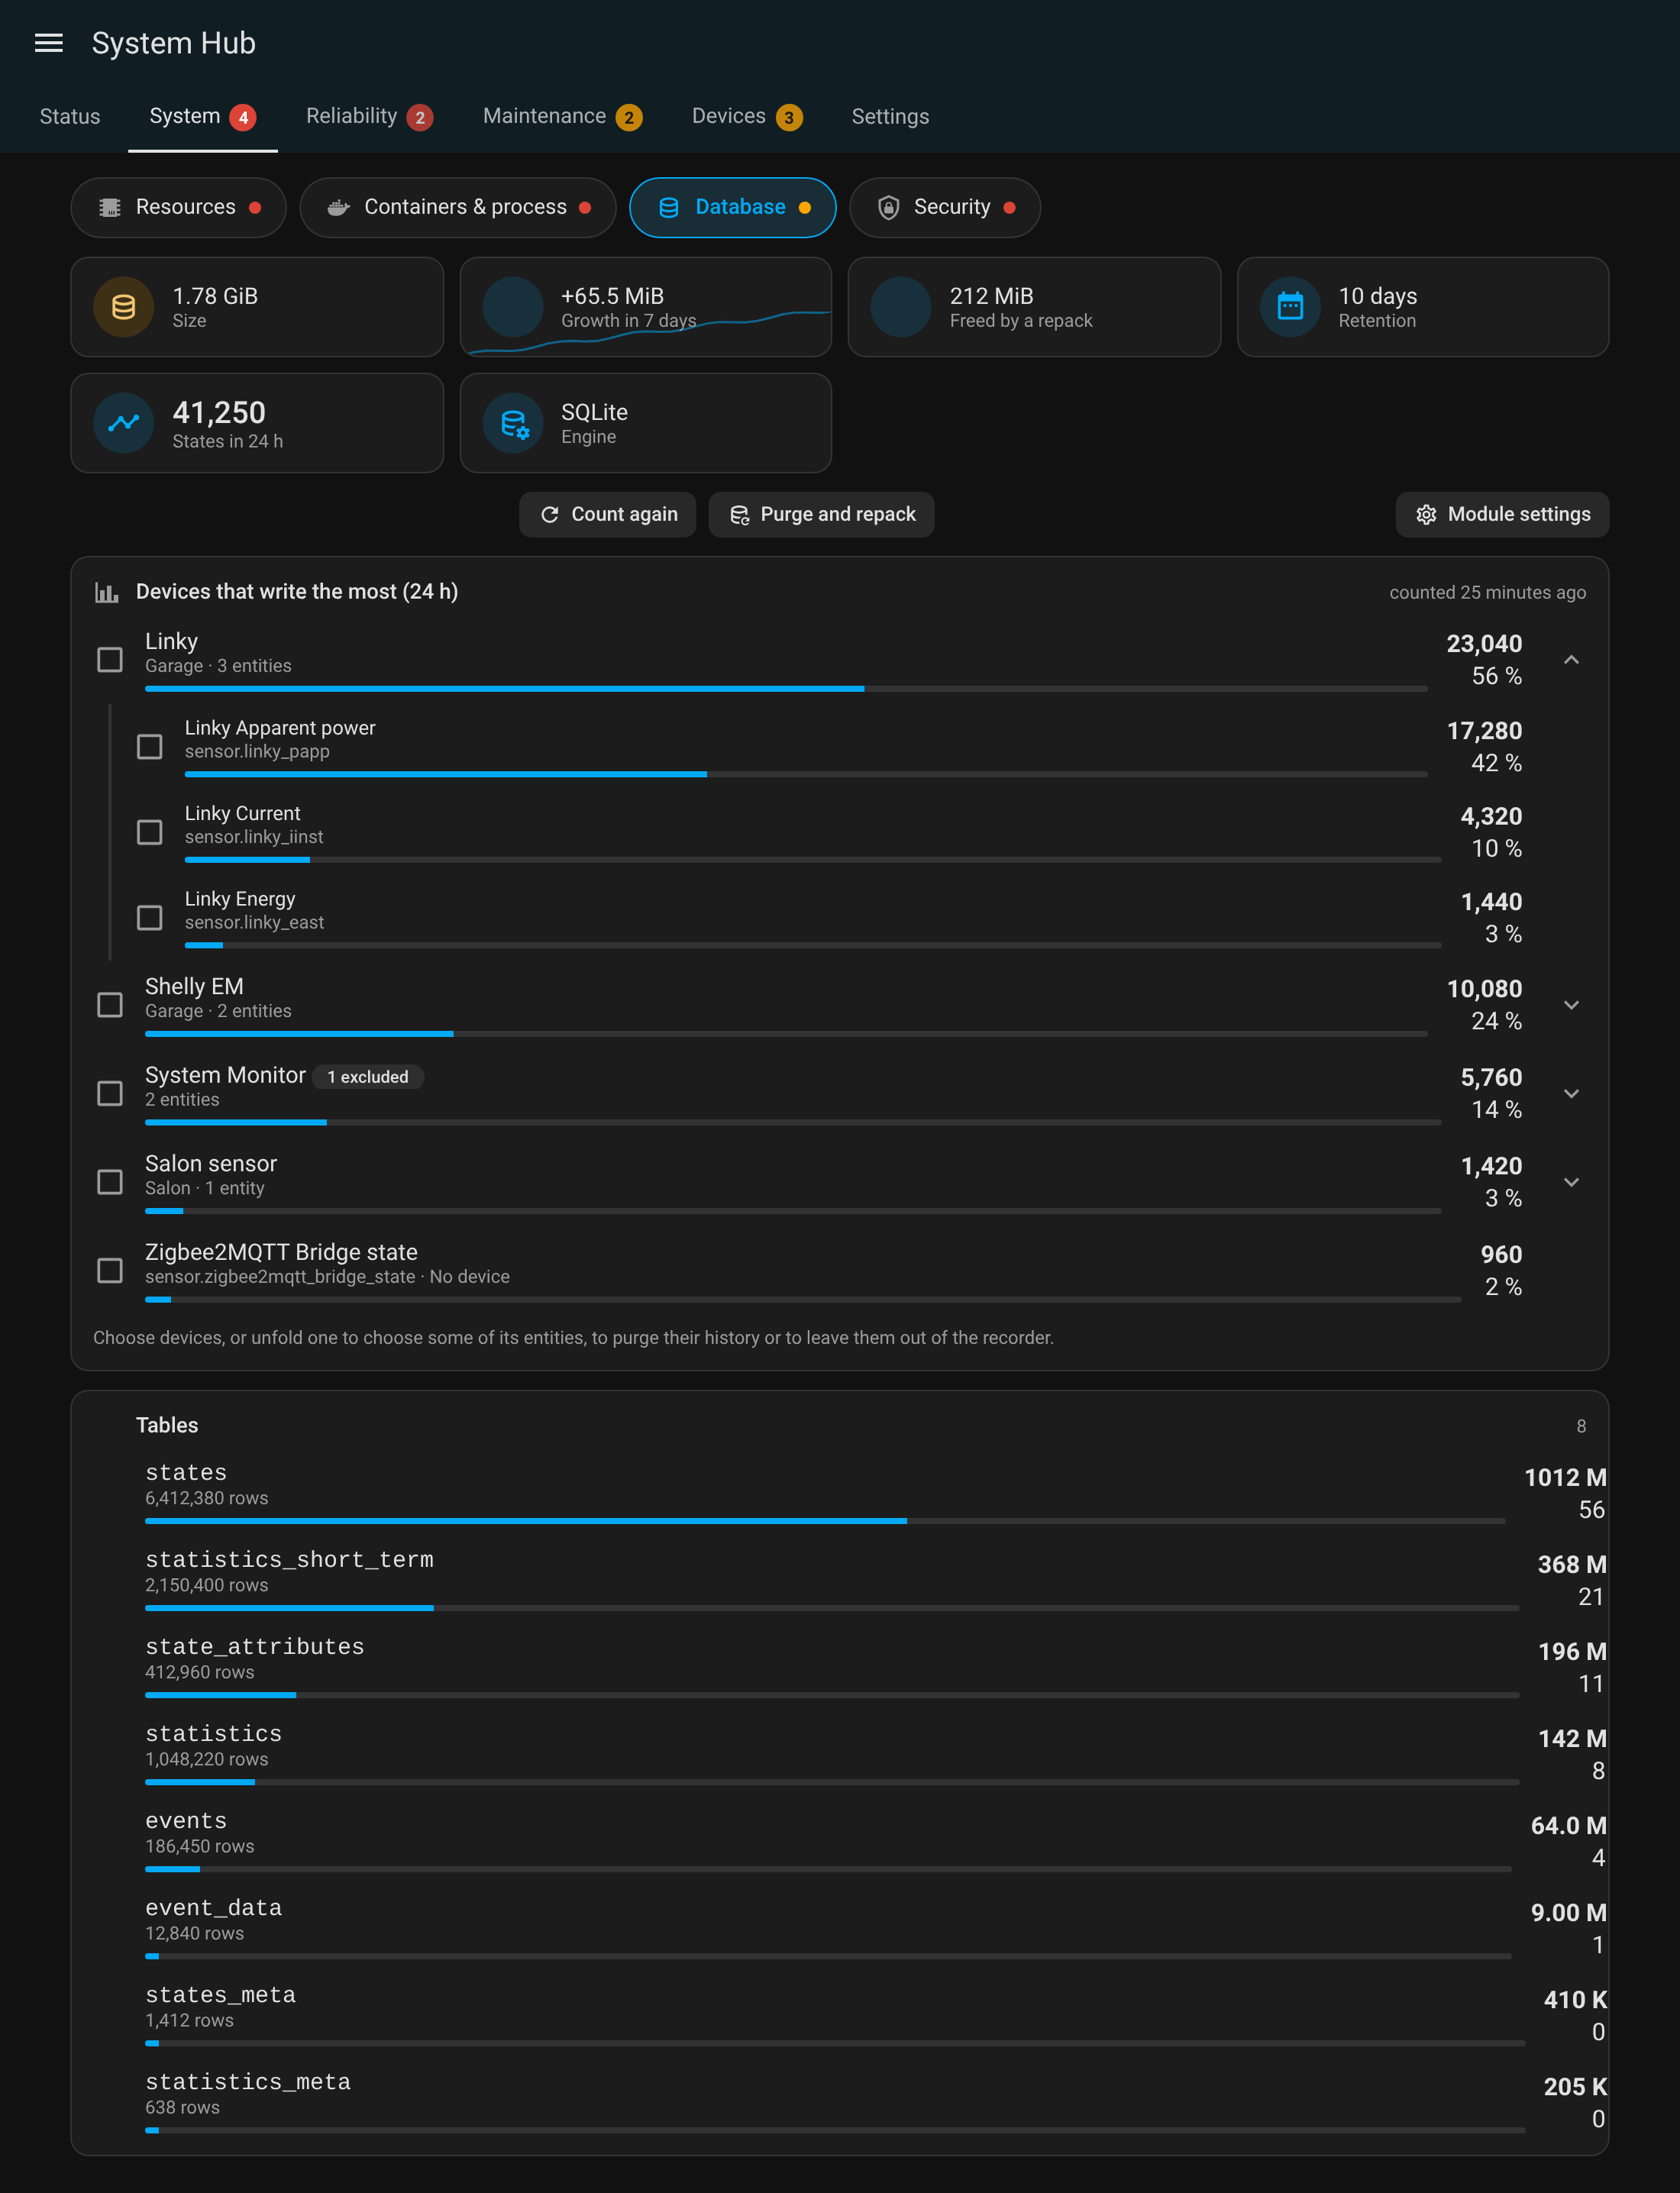 System Hub
Status
System 4
Reliability 2
Maintenance 2
Devices 3
Settings
Resources
Containers & process
Database
Security
1.78 GiB
Size
+65.5 MiB
Growth in 7 days
212 MiB
Freed by a repack
10 days
Retention
41,250
States in 24 h
SQLite
Engine
Count again
Purge and repack
Module settings
Devices that write the most (24 h)
counted 25 minutes ago
Linky
Garage · 3 entities
23,040
56 %
Linky Apparent power
sensor.linky_papp
17,280
42 %
Linky Current
sensor.linky_iinst
4,320
10 %
Linky Energy
sensor.linky_east
1,440
3 %
Shelly EM
Garage · 2 entities
10,080
24 %
System Monitor 1 excluded
2 entities
5,760
14 %
Salon sensor
Salon · 1 entity
1,420
3 %
Zigbee2MQTT Bridge state
sensor.zigbee2mqtt_bridge_state · No device
960
2 %
Choose devices, or unfold one to choose some of its entities, to purge their history or to leave them out of the recorder.
Tables
8
states
6,412,380 rows
1012 M
56
statistics_short_term
2,150,400 rows
368 M
21
state_attributes
412,960 rows
196 M
11
statistics
1,048,220 rows
142 M
8
events
186,450 rows
64.0 M
4
event_data
12,840 rows
9.00 M
1
states_meta
1,412 rows
410 K
0
statistics_meta
638 rows
205 K
0